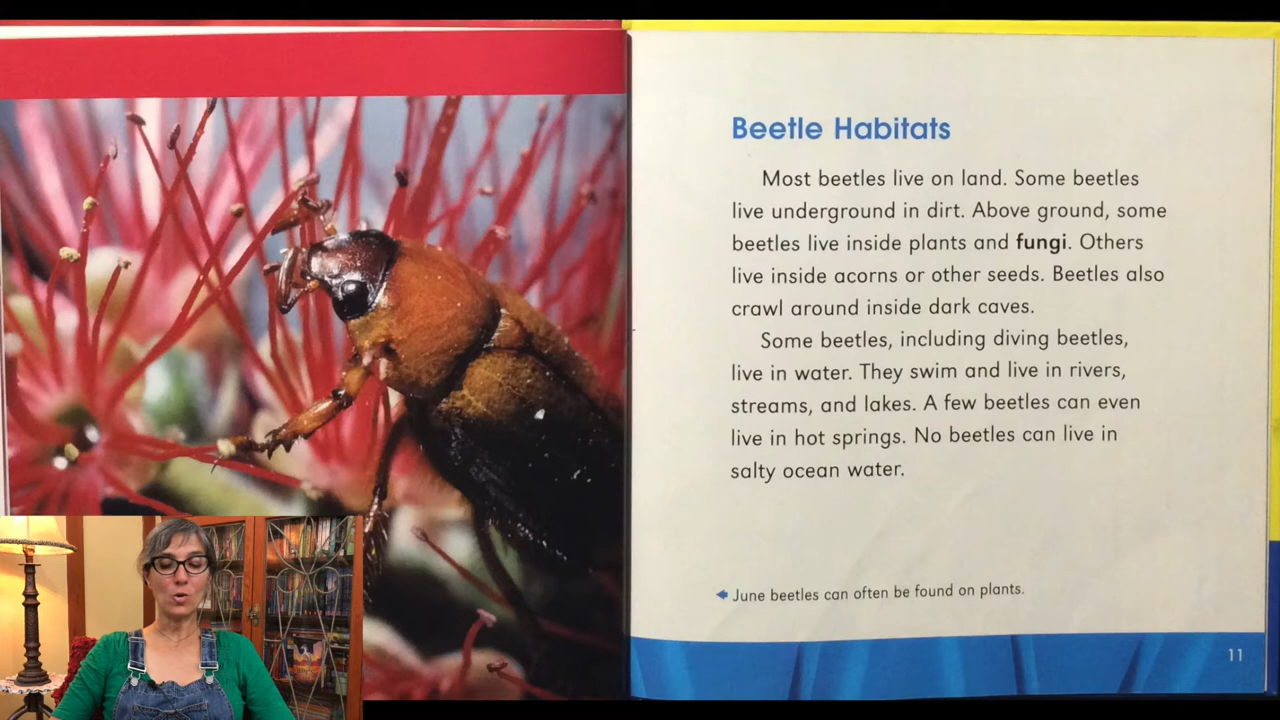 Beetle Habitats
Most beetles live on land. Some beetles
live underground in dirt. Above ground, some
beetles live inside plants and fungi. Others
live inside acorns or other seeds. Beetles also
crawl around inside dark caves.
Some beetles, including diving beetles,
live in water. They swim and live in rivers,
streams, and lakes. A few beetles can even
live in hot springs. No beetles can live in
salty ocean water.
June beetles can often be found on plants.
11